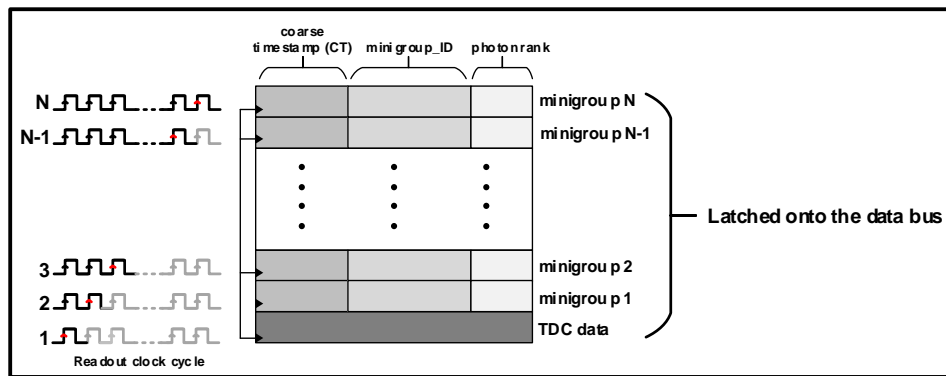 coarse
timestamp (CT) minigroup_ID photon rank
N minigroup N
N-1 minigroup N-1
Latched onto the data bus
3 minigroup 2
2 minigroup 1
1 TDC data
Readout clock cycle